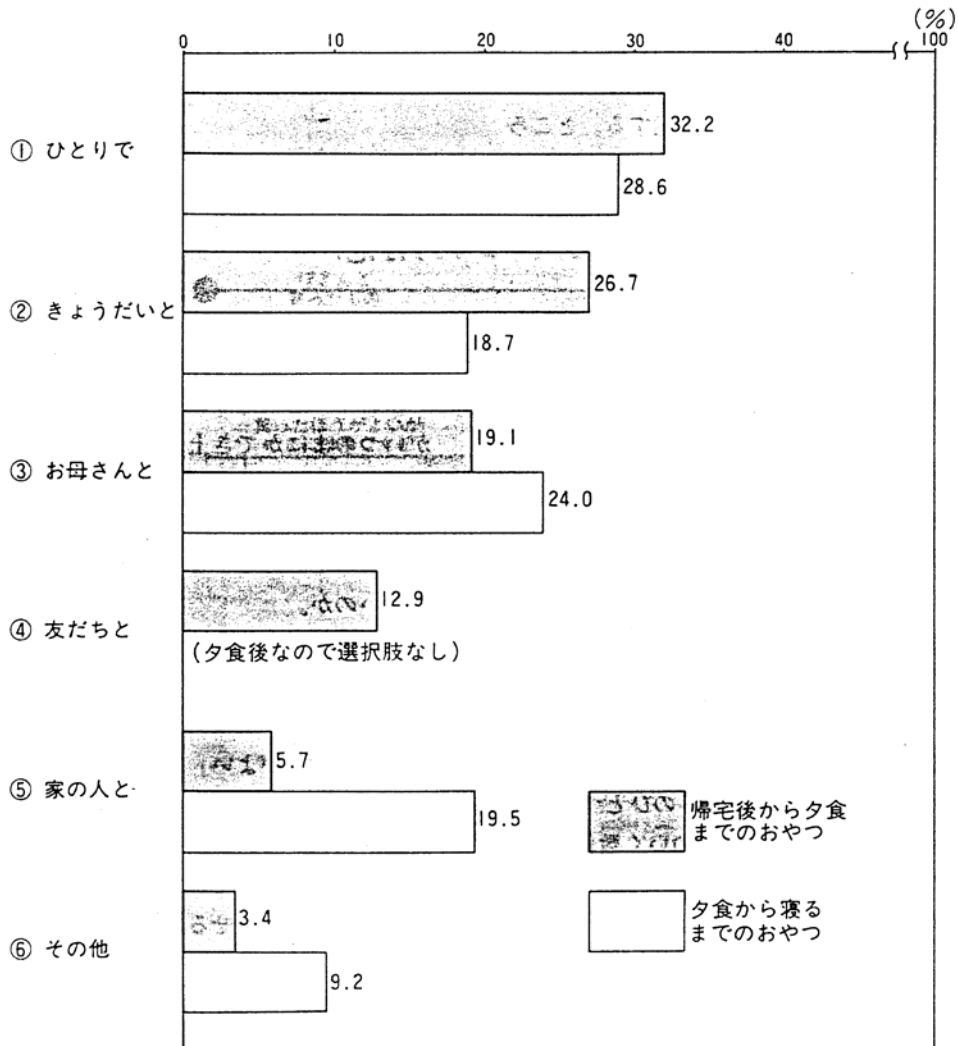 (%)
0 10 20 30 40 100
① ひとりで
32.2
28.6
② きょうだいと
26.7
18.7
③ お母さんと
19.1
24.0
④ 友だちと
12.9
(夕食後なので選択肢なし)
⑤ 家の人と
5.7
19.5
⑥ その他
3.4
9.2
帰宅後から夕食
までのおやつ
夕食から寝る
までのおやつ